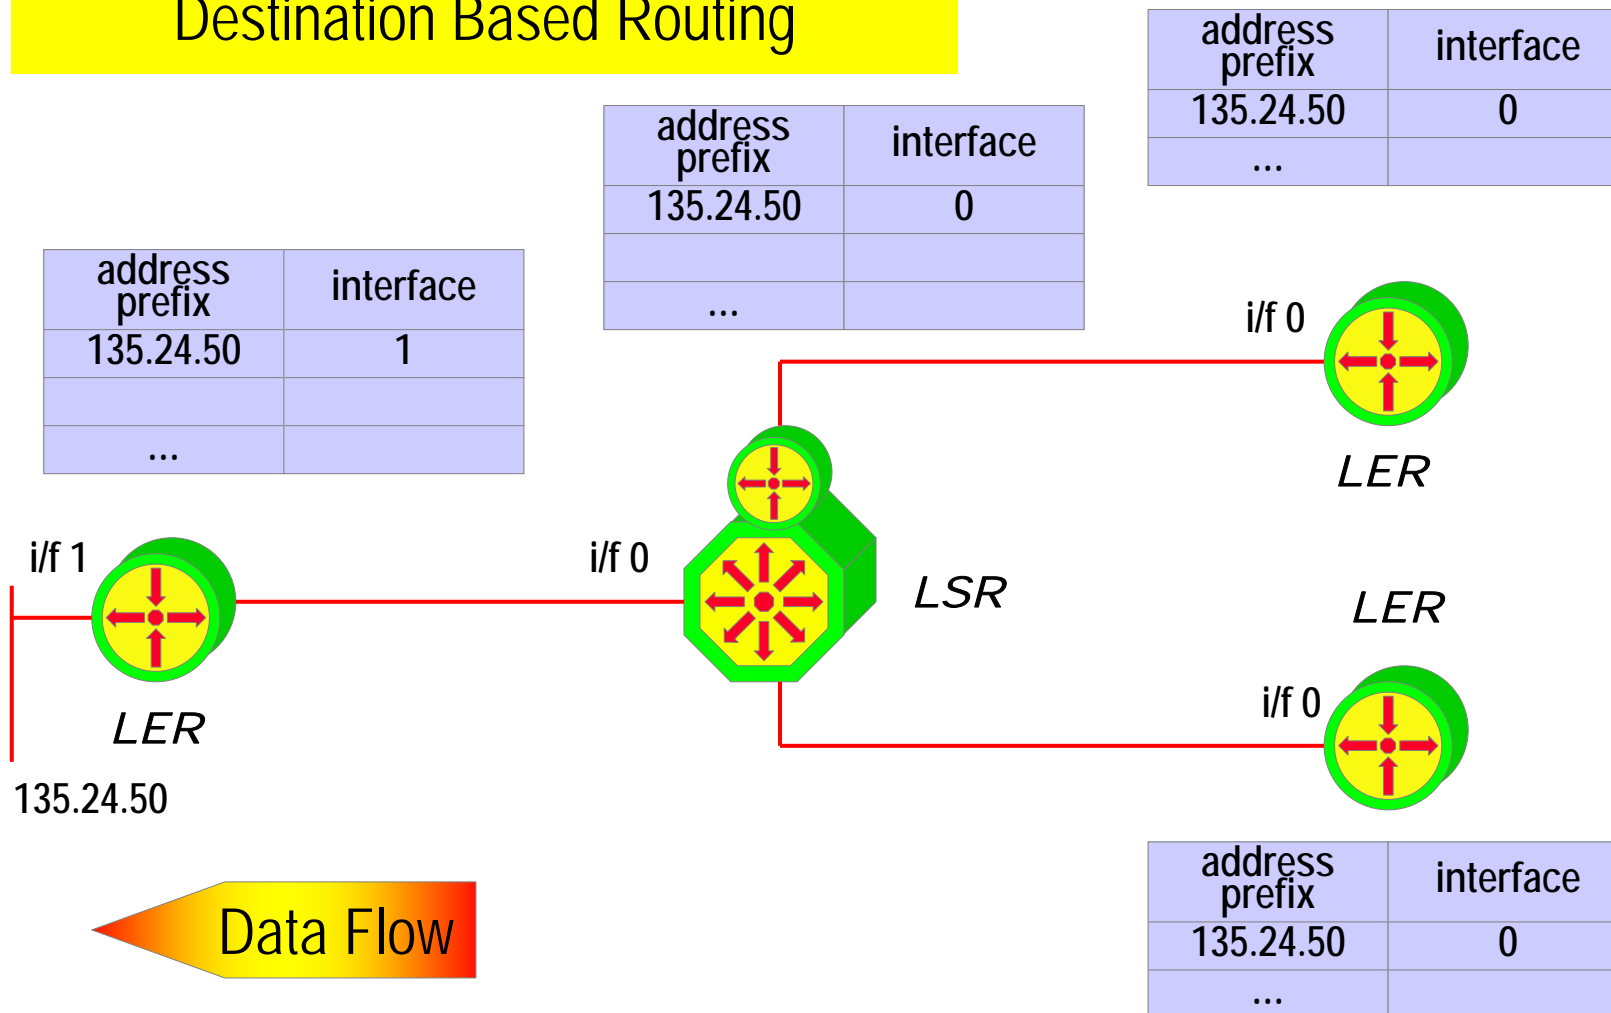 Destination Based Routing
address prefix interface
135.24.50 0
...
address prefix interface
135.24.50 0
...
address prefix interface
135.24.50 1
...
i/f 0
LER
i/f 1
i/f 0
LSR
LER
LER
i/f 0
135.24.50
Data Flow
address prefix interface
135.24.50 0
...